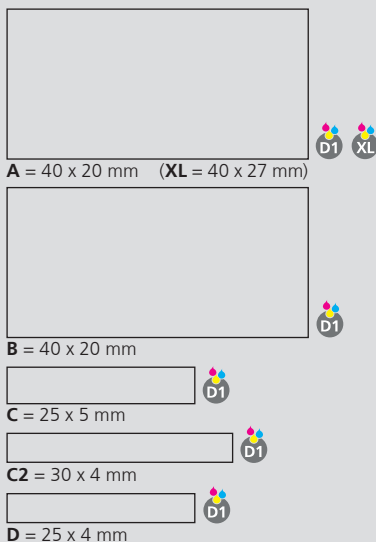 D1 XL
A = 40 x 20 mm (XL = 40 x 27 mm)
D1
B = 40 x 20 mm
D1
C = 25 x 5 mm
D1
C2 = 30 x 4 mm
D1
D = 25 x 4 mm